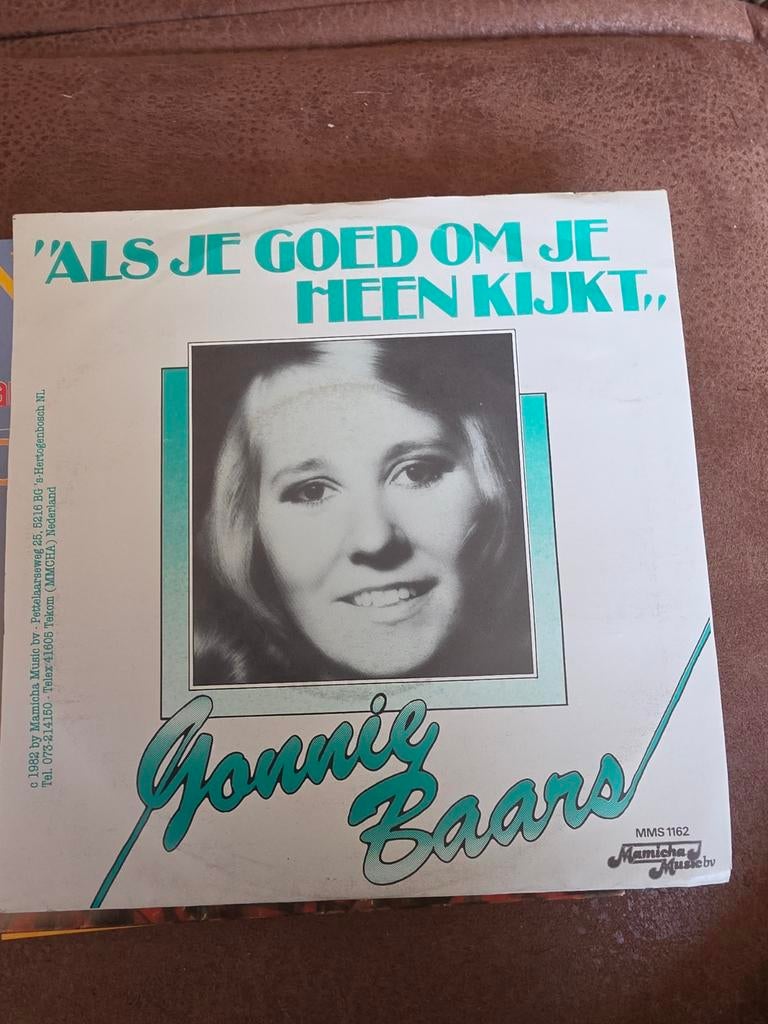 "ALS JE GOED OM JE
HEEN KIJKT,,
c 1982 by Mamicha Music bv · Pettelaarseweg 25, 5216 BG 's-Hertogenbosch NL
Tel. 073-214150 · Telex 41605 Tekom (MMCHA) Nederland
Gonnie
Baars
MMS 1162
Mamicha
Music bv